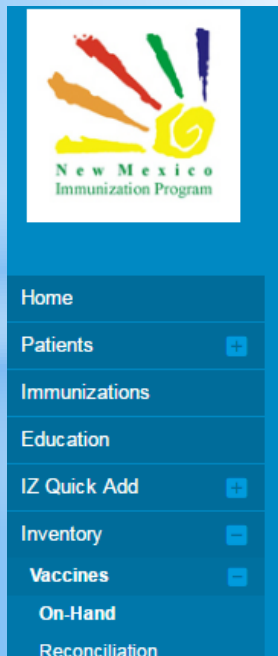 New Mexico
Immunization Program
Home
Patients
Immunizations
Education
IZ Quick Add
Inventory
Vaccines
On-Hand
Reconciliation